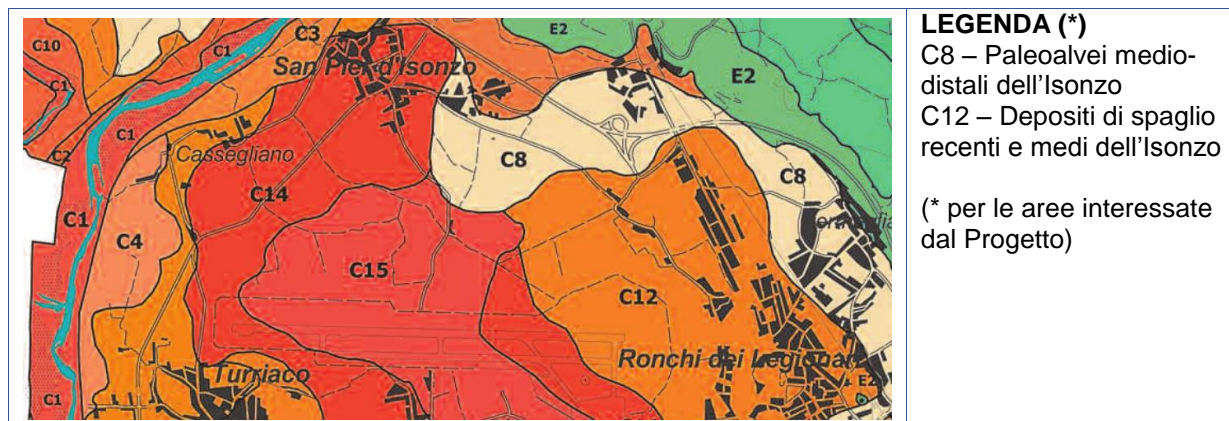 C10
C1
C3
E2
San Pier d'Isonzo
C1
E2
C1
C8
C2
Cassegliano
C8
C14
C1
C4
C15
C12
Ronchi dei Legionar
Turriaco
E2
C1
LEGENDA (*)
C8 – Paleoalvei medio-
distali dell'Isonzo
C12 – Depositi di spaglio
recenti e medi dell'Isonzo
(* per le aree interessate
dal Progetto)